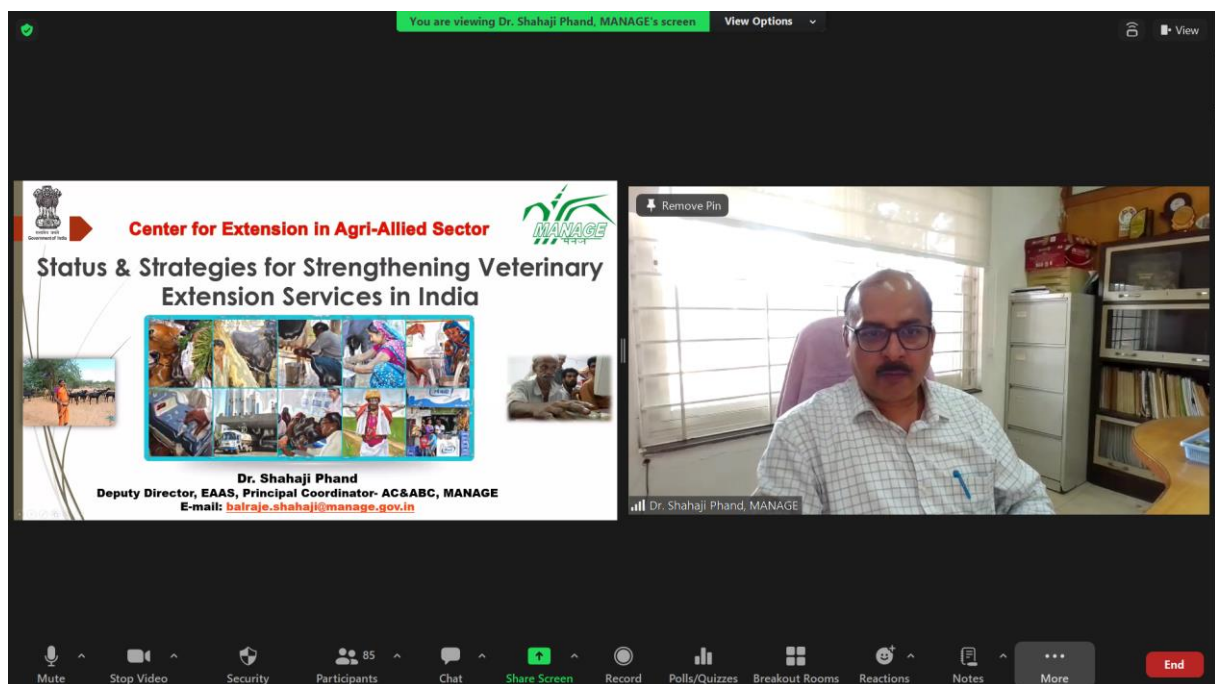 You are viewing Dr. Shahaji Phand, MANAGE's screen
View Options
View
Center for Extension in Agri-Allied Sector
MANAGE
मैनेज
Status & Strategies for Strengthening Veterinary
Extension Services in India
Dr. Shahaji Phand
Deputy Director, EAAS, Principal Coordinator- AC&ABC, MANAGE
E-mail: balraje.shahaji@manage.gov.in
Remove Pin
Dr. Shahaji Phand, MANAGE
Mute
Stop Video
Security
85
Participants
Chat
Share Screen
Record
Polls/Quizzes
Breakout Rooms
Reactions
Notes
More
End